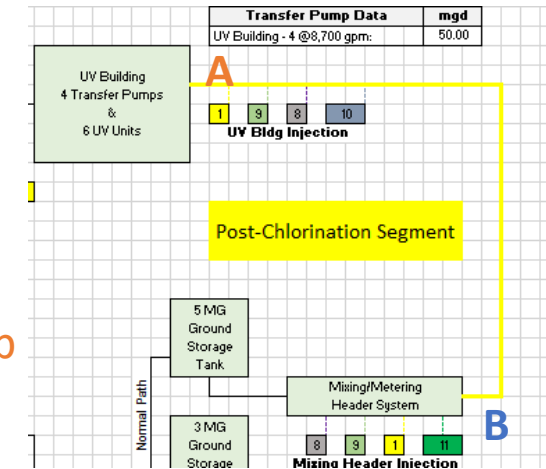 Transfer Pump Data mgd
UV Building - 4 @8,700 gpm: 50.00
UV Building
4 Transfer Pumps
&
6 UV Units
A
1 9 8 10
UV Bldg Injection
Post-Chlorination Segment
5 MG
Ground
Storage
Tank
Normal Path
Mixing/Metering
Header System
B
3 MG
Ground
Storage
8 9 1 11
Mixing Header Injection